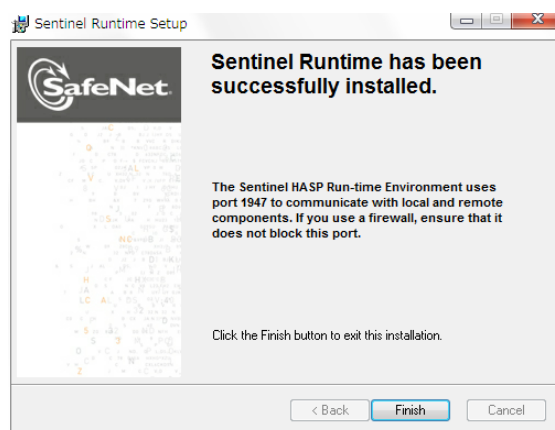 Sentinel Runtime Setup
SafeNet.
Sentinel Runtime has been
successfully installed.
The Sentinel HASP Run-time Environment uses
port 1947 to communicate with local and remote
components. If you use a firewall, ensure that it
does not block this port.
Click the Finish button to exit this installation.
< Back
Finish
Cancel